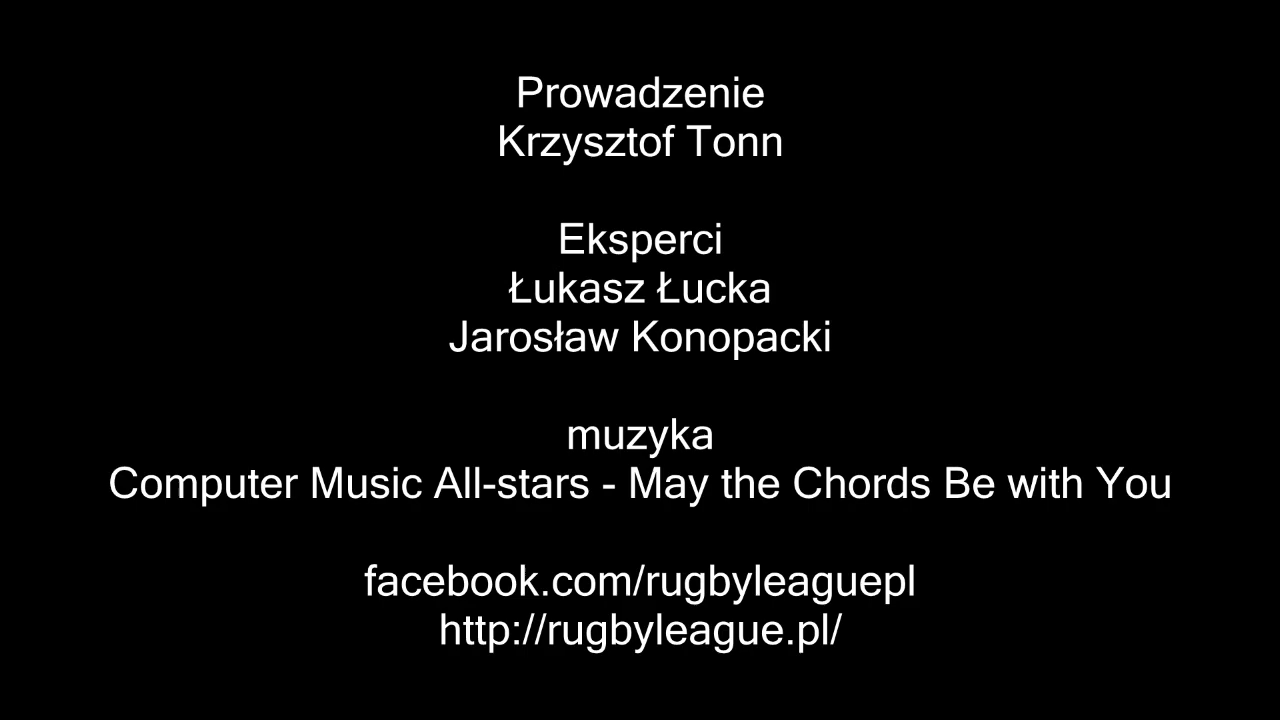 Prowadzenie
Krzysztof Tonn
Eksperci
Łukasz Łucka
Jarosław Konopacki
muzyka
Computer Music All-stars - May the Chords Be with You
facebook.com/rugbyleaguepl
http://rugbyleague.pl/